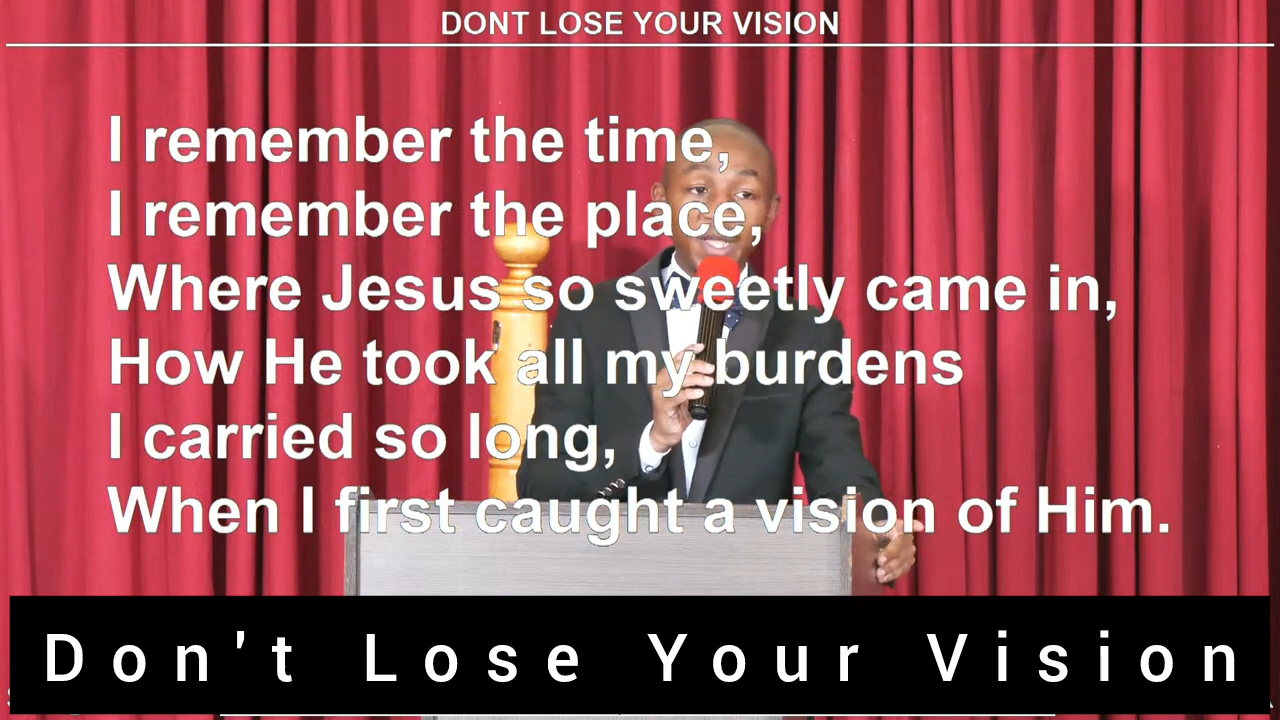 DONT LOSE YOUR VISION
I remember the time,
I remember the place,
Where Jesus so sweetly came in,
How He took all my burdens
I carried so long,
When I first caught a vision of Him.
Don't Lose Your Vision